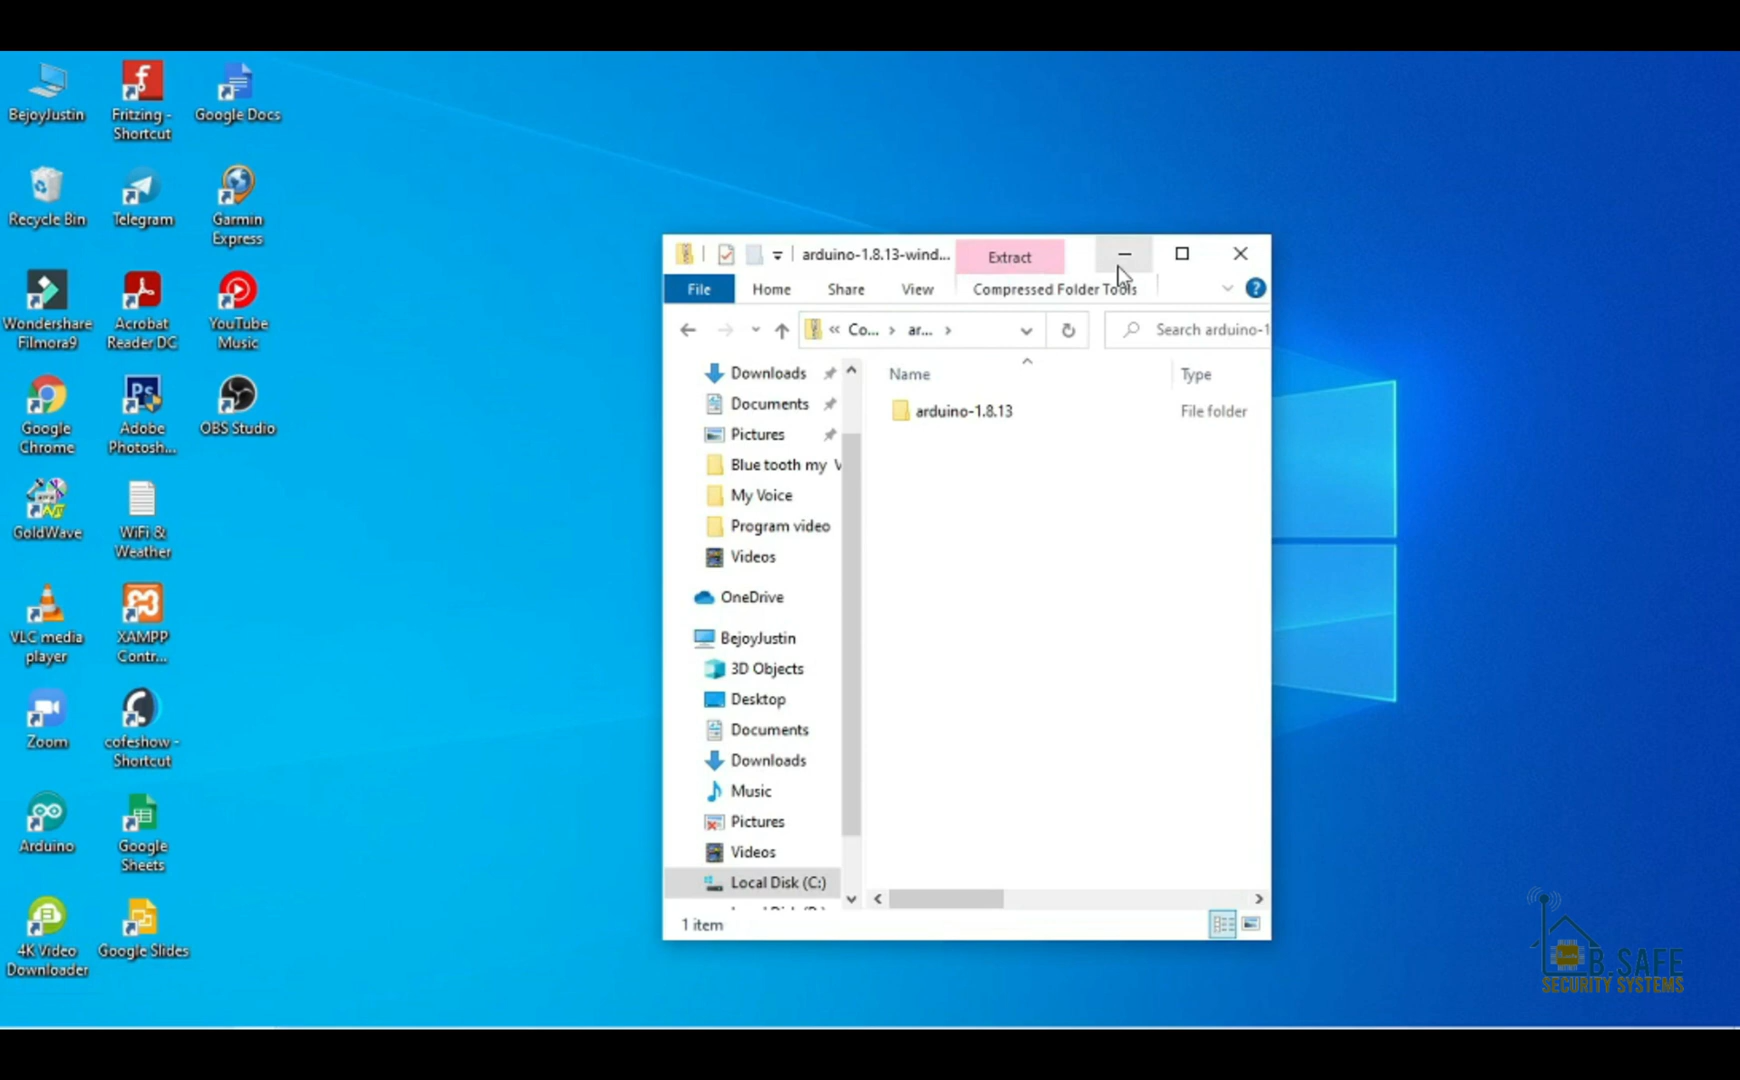 BejoyJustin
Fritzing -
Shortcut
Google Docs
Recycle Bin
Telegram
Garmin
Express
Wondershare
Filmora9
Acrobat
Reader DC
YouTube
Music
Google
Chrome
Adobe
Photosh...
OBS Studio
GoldWave
WiFi &
Weather
VLC media
player
XAMPP
Contr...
Zoom
cofeshow -
Shortcut
Arduino
Google
Sheets
4K Video
Downloader
Google Slides
arduino-1.8.13-wind...
Extract
File
Home
Share
View
Compressed Folder Tools
« Co... › ar... ›
Search arduino-1
Downloads
Documents
Pictures
Blue tooth my V
My Voice
Program video
Videos
OneDrive
BejoyJustin
3D Objects
Desktop
Documents
Downloads
Music
Pictures
Videos
Local Disk (C:)
Name
Type
arduino-1.8.13
File folder
1 item
B.SAFE
SECURITY SYSTEMS